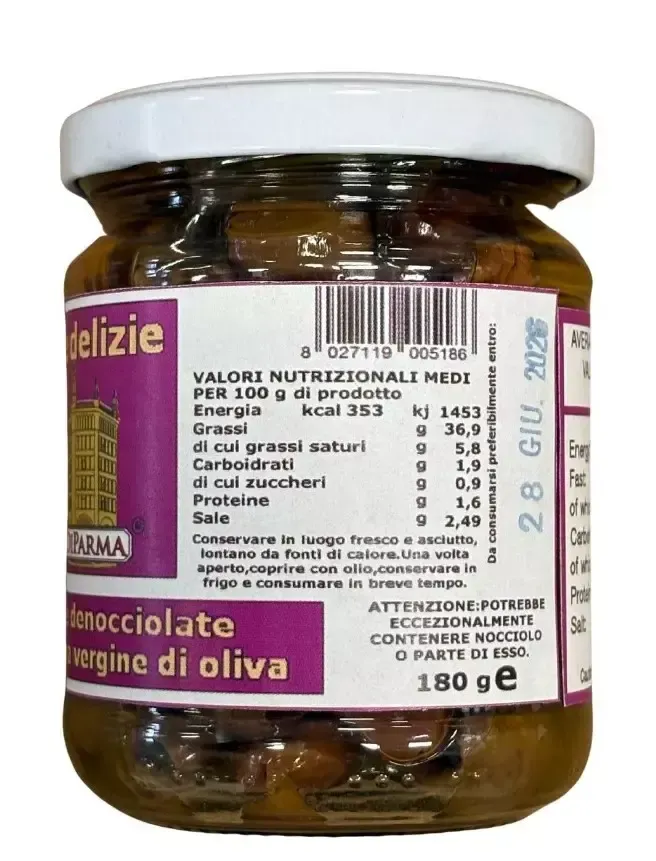 delizie
DIPARMA
denocciolate
vergine di oliva
8 027119 005186
VALORI NUTRIZIONALI MEDI
PER 100 g di prodotto
Energia kcal 353 kj 1453
Grassi g 36,9
di cui grassi saturi g 5,8
Carboidrati g 1,9
di cui zuccheri g 0,9
Proteine g 1,6
Sale g 2,49
Conservare in luogo fresco e asciutto,
lontano da fonti di calore.Una volta
aperto,coprire con olio,conservare in
frigo e consumare in breve tempo.
ATTENZIONE:POTREBBE
ECCEZIONALMENTE
CONTENERE NOCCIOLO
O PARTE DI ESSO.
180 g e
Da consumarsi preferibilmente entro:
28 GIU. 2026
Fast
of
of
Salt